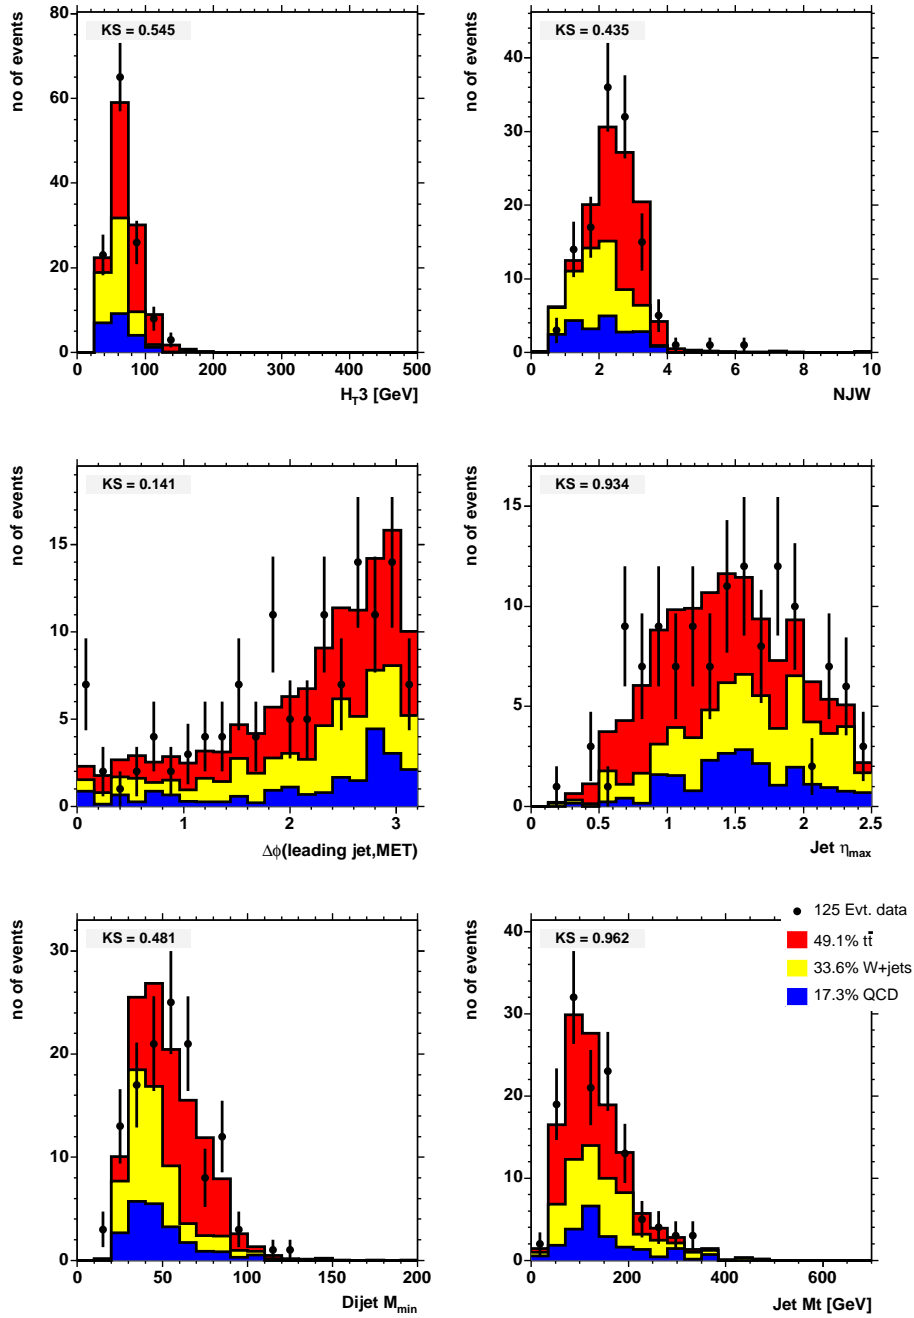 no of events
KS = 0.545
80
60
40
20
0
0 100 200 300 400 500
H_T3 [GeV]
no of events
KS = 0.435
40
30
20
10
0
0 2 4 6 8 10
NJW
no of events
KS = 0.141
15
10
5
0
0 1 2 3
Δϕ(leading jet,MET)
no of events
KS = 0.934
15
10
5
0
0 0.5 1 1.5 2 2.5
Jet η_max
no of events
KS = 0.481
30
20
10
0
0 50 100 150 200
Dijet M_min
no of events
KS = 0.962
40
30
20
10
0
0 200 400 600
Jet Mt [GeV]
125 Evt. data
49.1% tt̄
33.6% W+jets
17.3% QCD